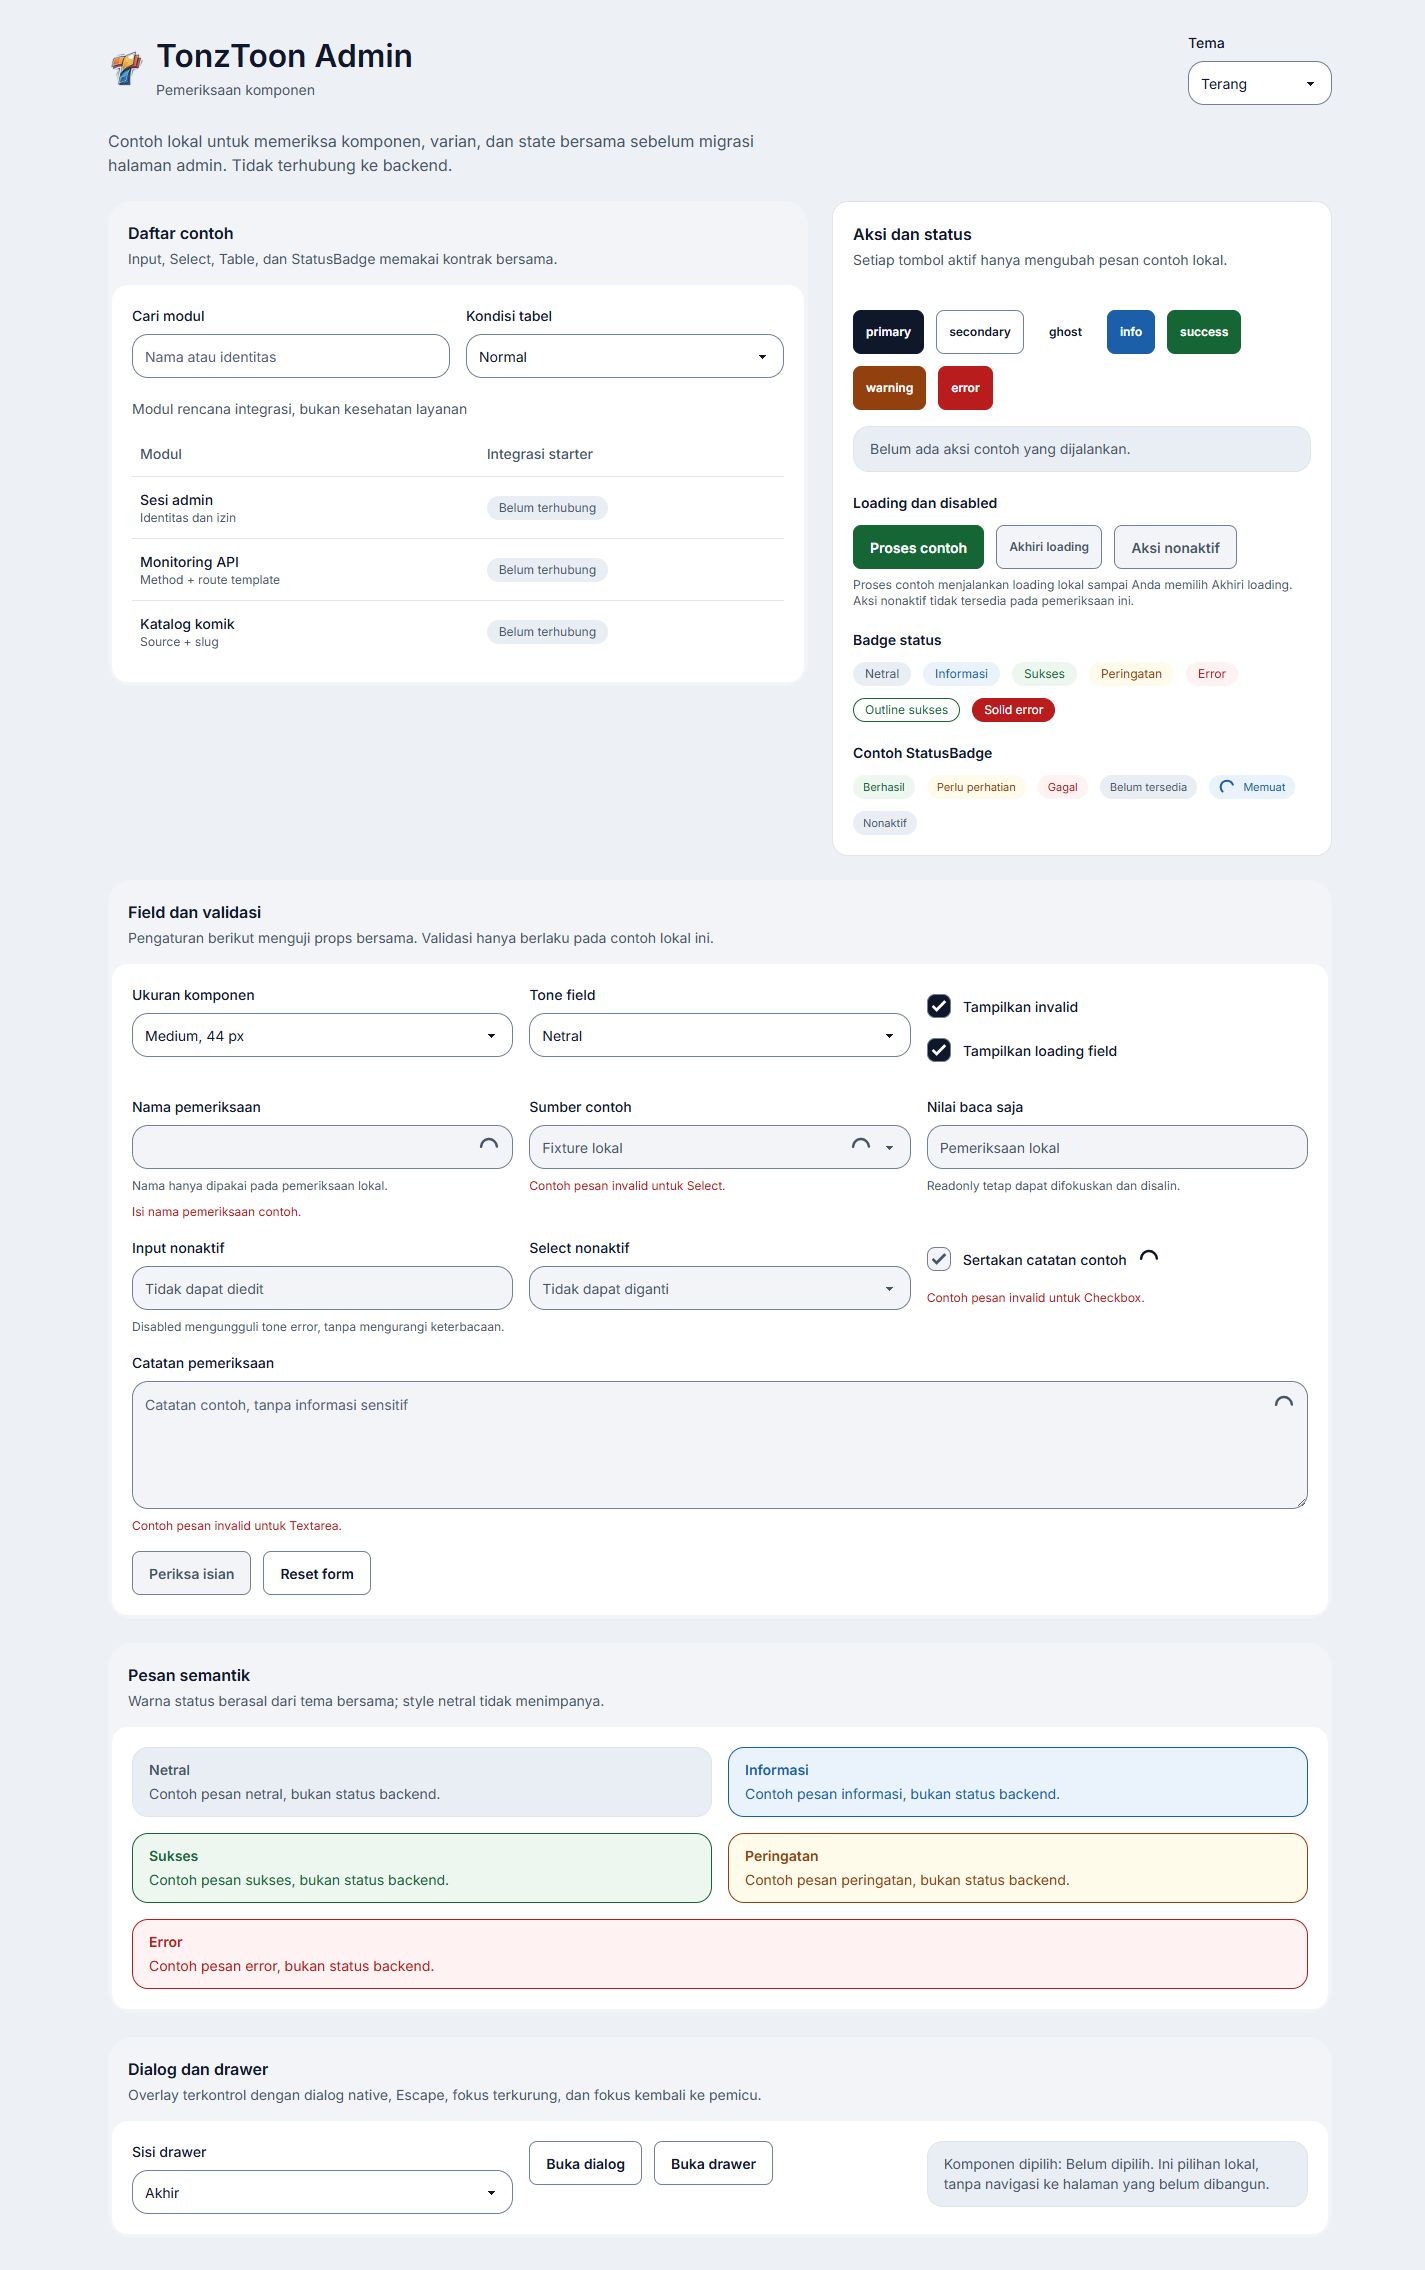 TonzToon Admin
Pemeriksaan komponen
Tema
Terang
Contoh lokal untuk memeriksa komponen, varian, dan state bersama sebelum migrasi
halaman admin. Tidak terhubung ke backend.
Daftar contoh
Input, Select, Table, dan StatusBadge memakai kontrak bersama.
Cari modul
Kondisi tabel
Nama atau identitas
Normal
Modul rencana integrasi, bukan kesehatan layanan
Modul
Integrasi starter
Sesi admin
Identitas dan izin
Belum terhubung
Monitoring API
Method + route template
Belum terhubung
Katalog komik
Source + slug
Belum terhubung
Aksi dan status
Setiap tombol aktif hanya mengubah pesan contoh lokal.
primary
secondary
ghost
info
success
warning
error
Belum ada aksi contoh yang dijalankan.
Loading dan disabled
Proses contoh
Akhiri loading
Aksi nonaktif
Proses contoh menjalankan loading lokal sampai Anda memilih Akhiri loading.
Aksi nonaktif tidak tersedia pada pemeriksaan ini.
Badge status
Netral
Informasi
Sukses
Peringatan
Error
Outline sukses
Solid error
Contoh StatusBadge
Berhasil
Perlu perhatian
Gagal
Belum tersedia
Memuat
Nonaktif
Field dan validasi
Pengaturan berikut menguji props bersama. Validasi hanya berlaku pada contoh lokal ini.
Ukuran komponen
Medium, 44 px
Tone field
Netral
Tampilkan invalid
Tampilkan loading field
Nama pemeriksaan
Nama hanya dipakai pada pemeriksaan lokal.
Isi nama pemeriksaan contoh.
Sumber contoh
Fixture lokal
Contoh pesan invalid untuk Select.
Nilai baca saja
Pemeriksaan lokal
Readonly tetap dapat difokuskan dan disalin.
Input nonaktif
Tidak dapat diedit
Disabled mengungguli tone error, tanpa mengurangi keterbacaan.
Select nonaktif
Tidak dapat diganti
Sertakan catatan contoh
Contoh pesan invalid untuk Checkbox.
Catatan pemeriksaan
Catatan contoh, tanpa informasi sensitif
Contoh pesan invalid untuk Textarea.
Periksa isian
Reset form
Pesan semantik
Warna status berasal dari tema bersama; style netral tidak menimpanya.
Netral
Contoh pesan netral, bukan status backend.
Informasi
Contoh pesan informasi, bukan status backend.
Sukses
Contoh pesan sukses, bukan status backend.
Peringatan
Contoh pesan peringatan, bukan status backend.
Error
Contoh pesan error, bukan status backend.
Dialog dan drawer
Overlay terkontrol dengan dialog native, Escape, fokus terkurung, dan fokus kembali ke pemicu.
Sisi drawer
Akhir
Buka dialog
Buka drawer
Komponen dipilih: Belum dipilih. Ini pilihan lokal,
tanpa navigasi ke halaman yang belum dibangun.